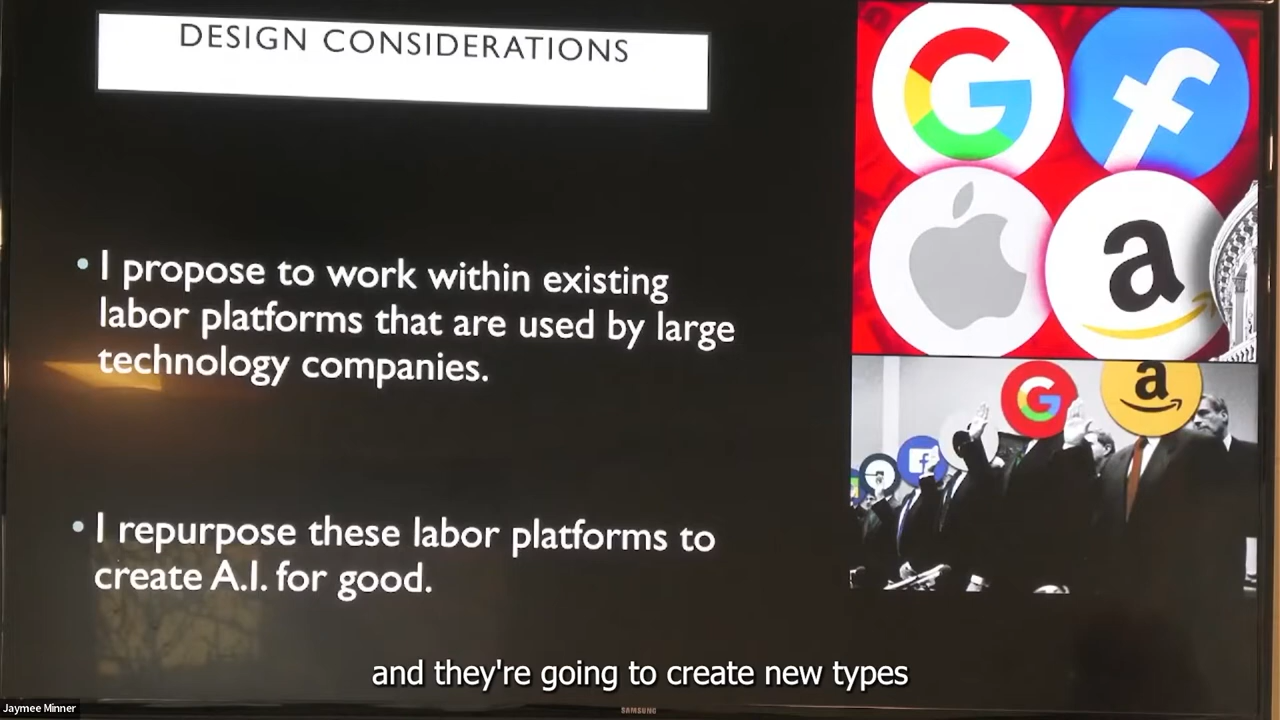 DESIGN CONSIDERATIONS
• I propose to work within existing
labor platforms that are used by large
technology companies.
• I repurpose these labor platforms to
create A.I. for good.
G
f
a
G
a
f
and they're going to create new types
Jaymee Minner
SAMSUNG